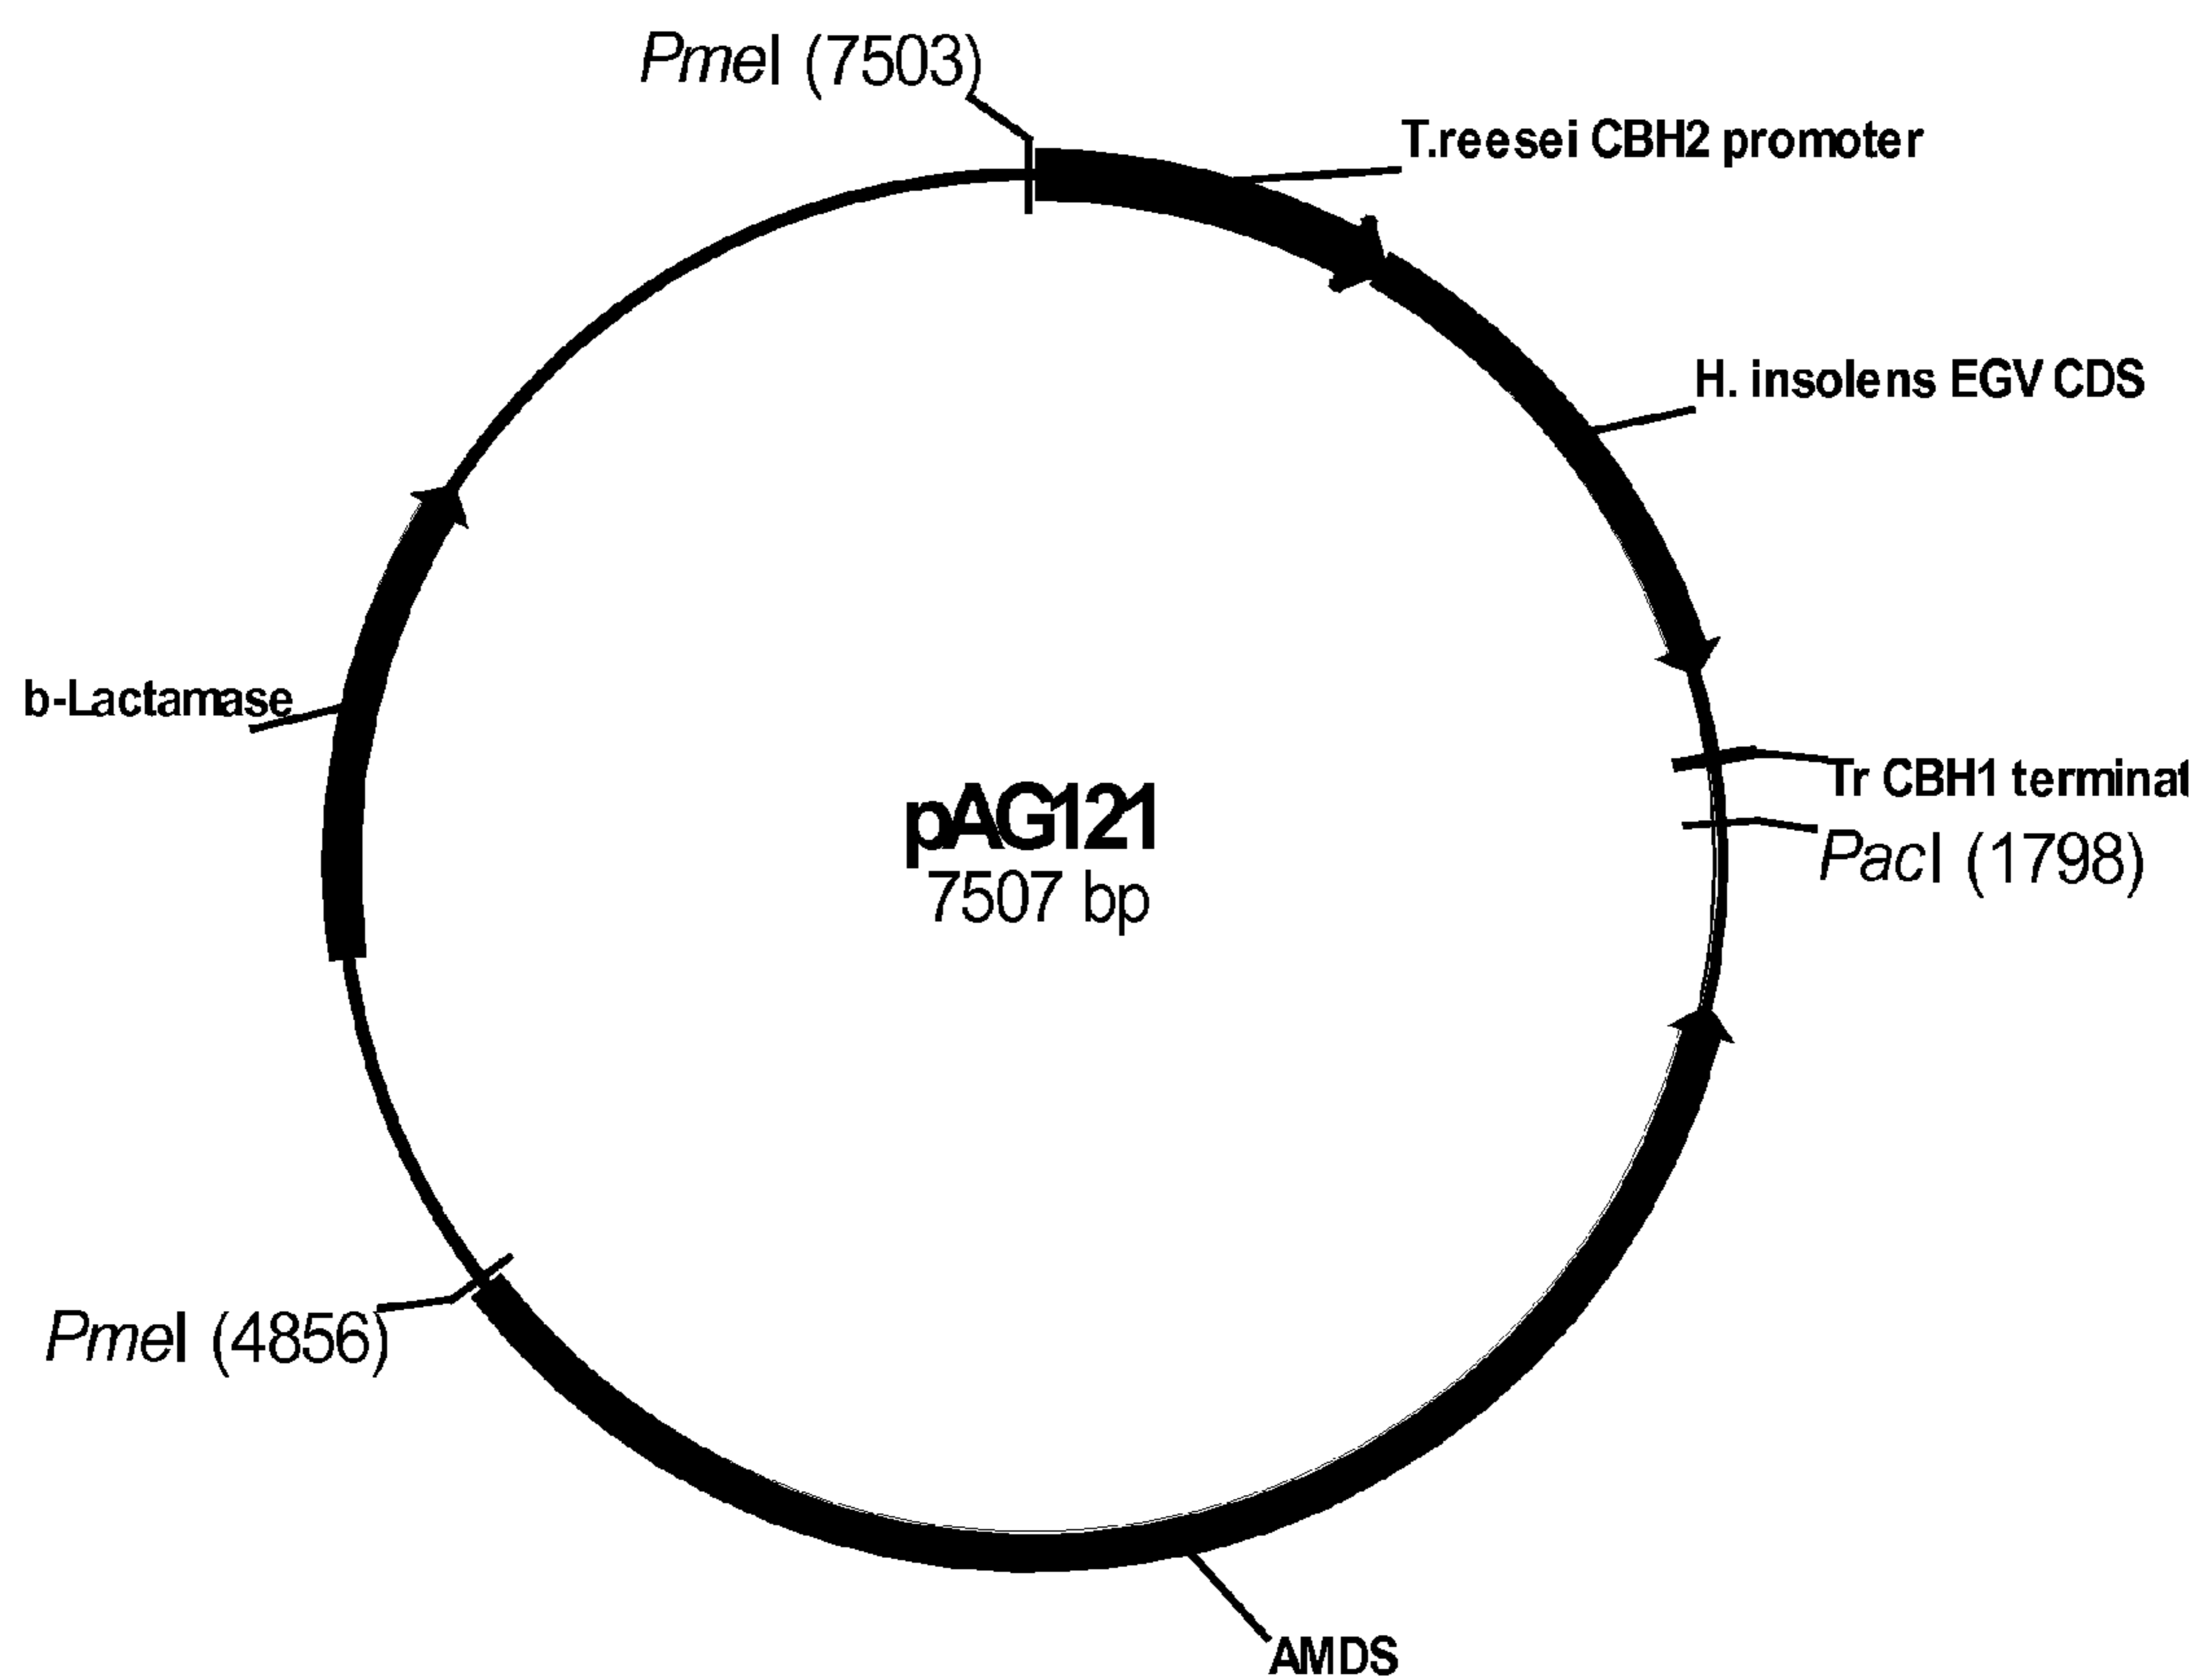 PmeI (7503)
T.reesei CBH2 promoter
H. insolens EGV CDS
b-Lactamase
Tr CBH1 terminat
pAG121
7507 bp
PacI (1798)
PmeI (4856)
AMDS